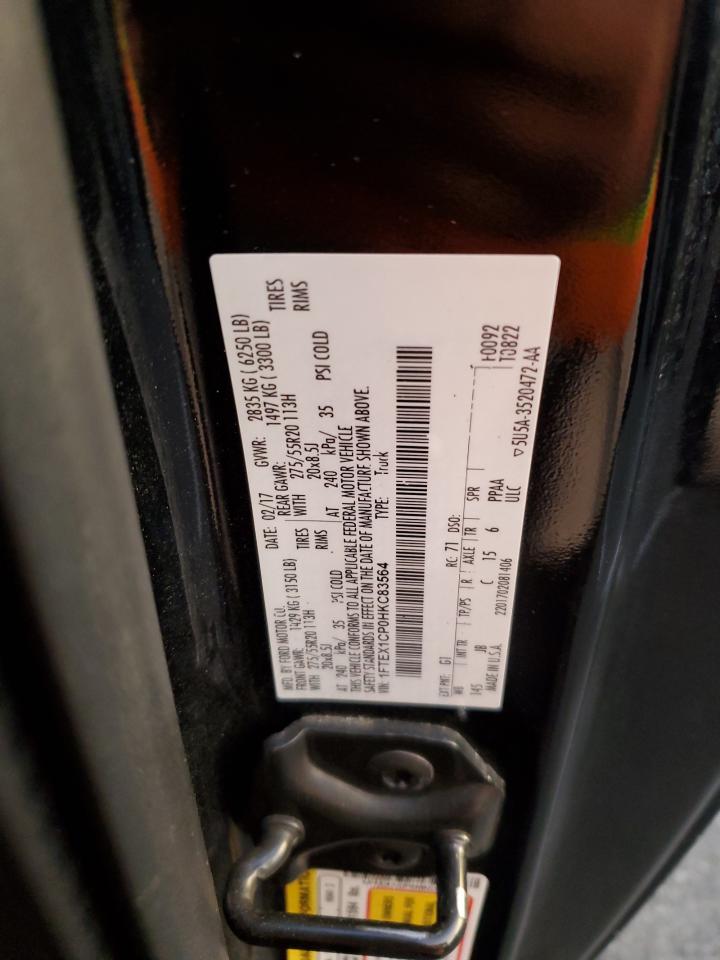 MFD. BY FORD MOTOR CO. DATE: 02/17 GVWR: 2835 KG ( 6250 LB)
FRONT GAWR: 1429 KG ( 3150 LB) REAR GAWR: 1497 KG ( 3300 LB)
WITH 275/55R20 113H TIRES WITH 275/55R20 113H TIRES
20x8.5J RIMS 20x8.5J RIMS
AT 240 kPa/ 35 PSI COLD AT 240 kPa/ 35 PSI COLD
THIS VEHICLE CONFORMS TO ALL APPLICABLE FEDERAL MOTOR VEHICLE
SAFETY STANDARDS IN EFFECT ON THE DATE OF MANUFACTURE SHOWN ABOVE.
VIN: 1FTEX1CP0HKC83564 TYPE: Truck
F0092
T0822
EXT PNT: G1 RC: 71 DSO:
WB INT TR TP/PS R AXLE TR SPR
145 JB C 15 6 PPAA
MADE IN U.S.A. 2201702081406 ULC ▽5U5A-3520472-AA